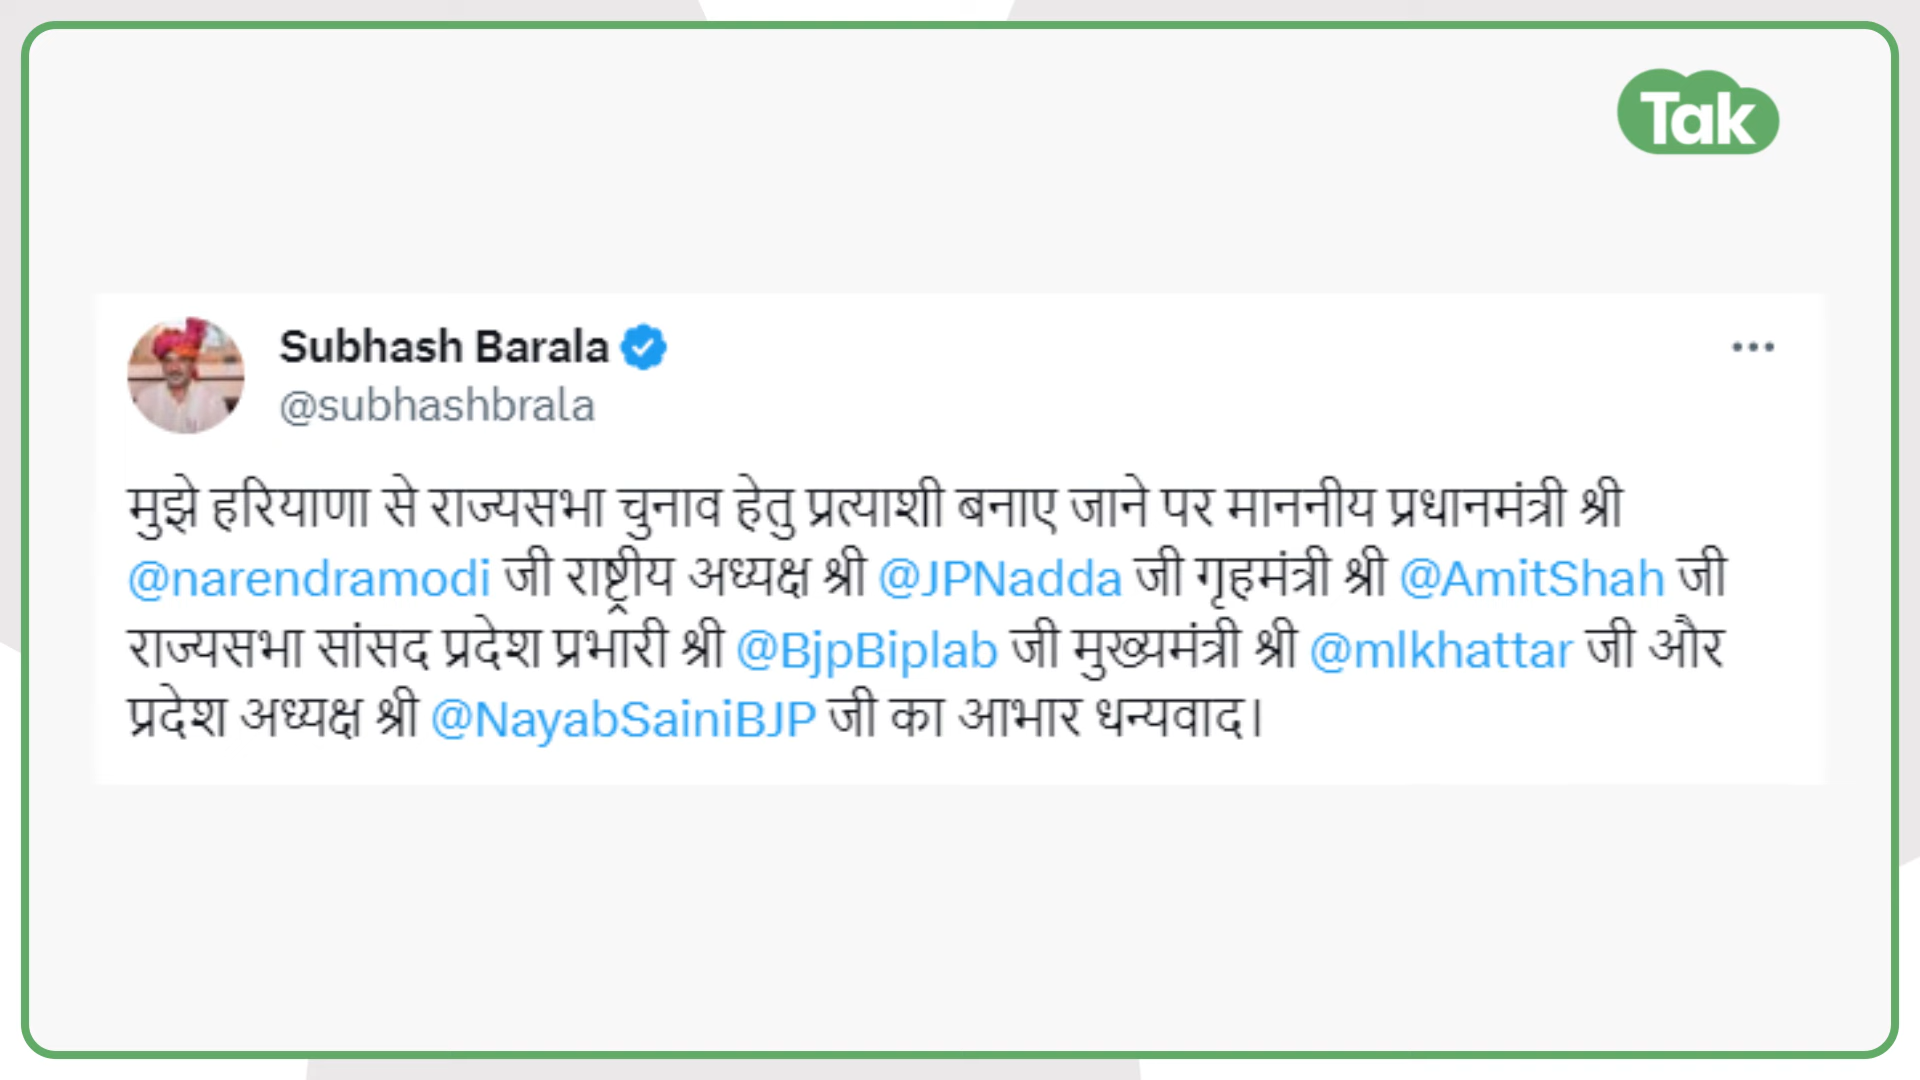 Tak
Subhash Barala
@subhashbrala
मुझे हरियाणा से राज्यसभा चुनाव हेतु प्रत्याशी बनाए जाने पर माननीय प्रधानमंत्री श्री
@narendramodi जी राष्ट्रीय अध्यक्ष श्री @JPNadda जी गृहमंत्री श्री @AmitShah जी
राज्यसभा सांसद प्रदेश प्रभारी श्री @BjpBiplab जी मुख्यमंत्री श्री @mlkhattar जी और
प्रदेश अध्यक्ष श्री @NayabSainiBJP जी का आभार धन्यवाद।